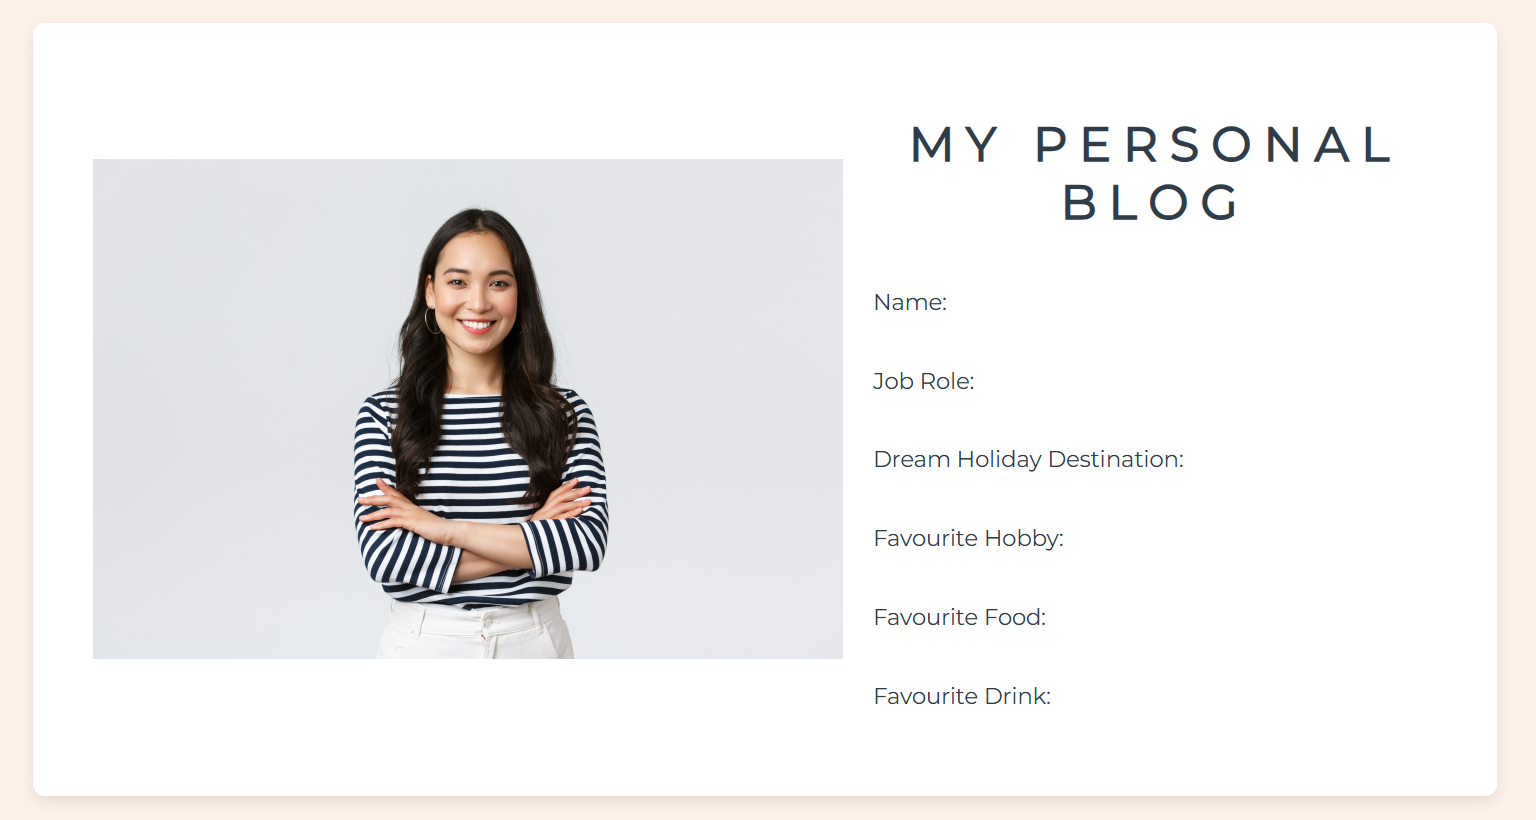 MY PERSONAL
BLOG
Name:
Job Role:
Dream Holiday Destination:
Favourite Hobby:
Favourite Food:
Favourite Drink: